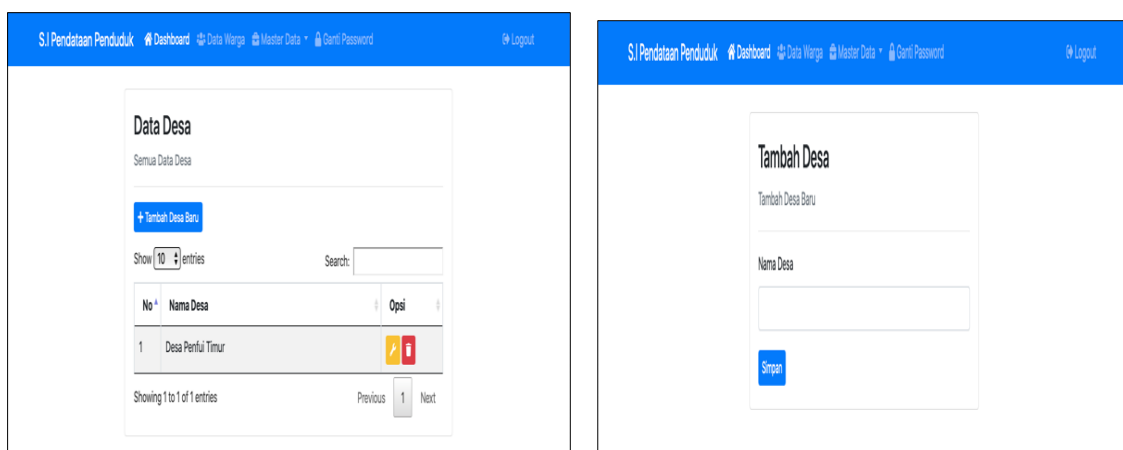 S.I Pendataan Penduduk Dashboard Data Warga Master Data Ganti Password Logout
Data Desa
Semua Data Desa
+ Tambah Desa Baru
Show 10 entries Search:
No Nama Desa Opsi
1 Desa Penfui Timur
Showing 1 to 1 of 1 entries Previous 1 Next
S.I Pendataan Penduduk Dashboard Data Warga Master Data Ganti Password Logout
Tambah Desa
Tambah Desa Baru
Nama Desa
Simpan